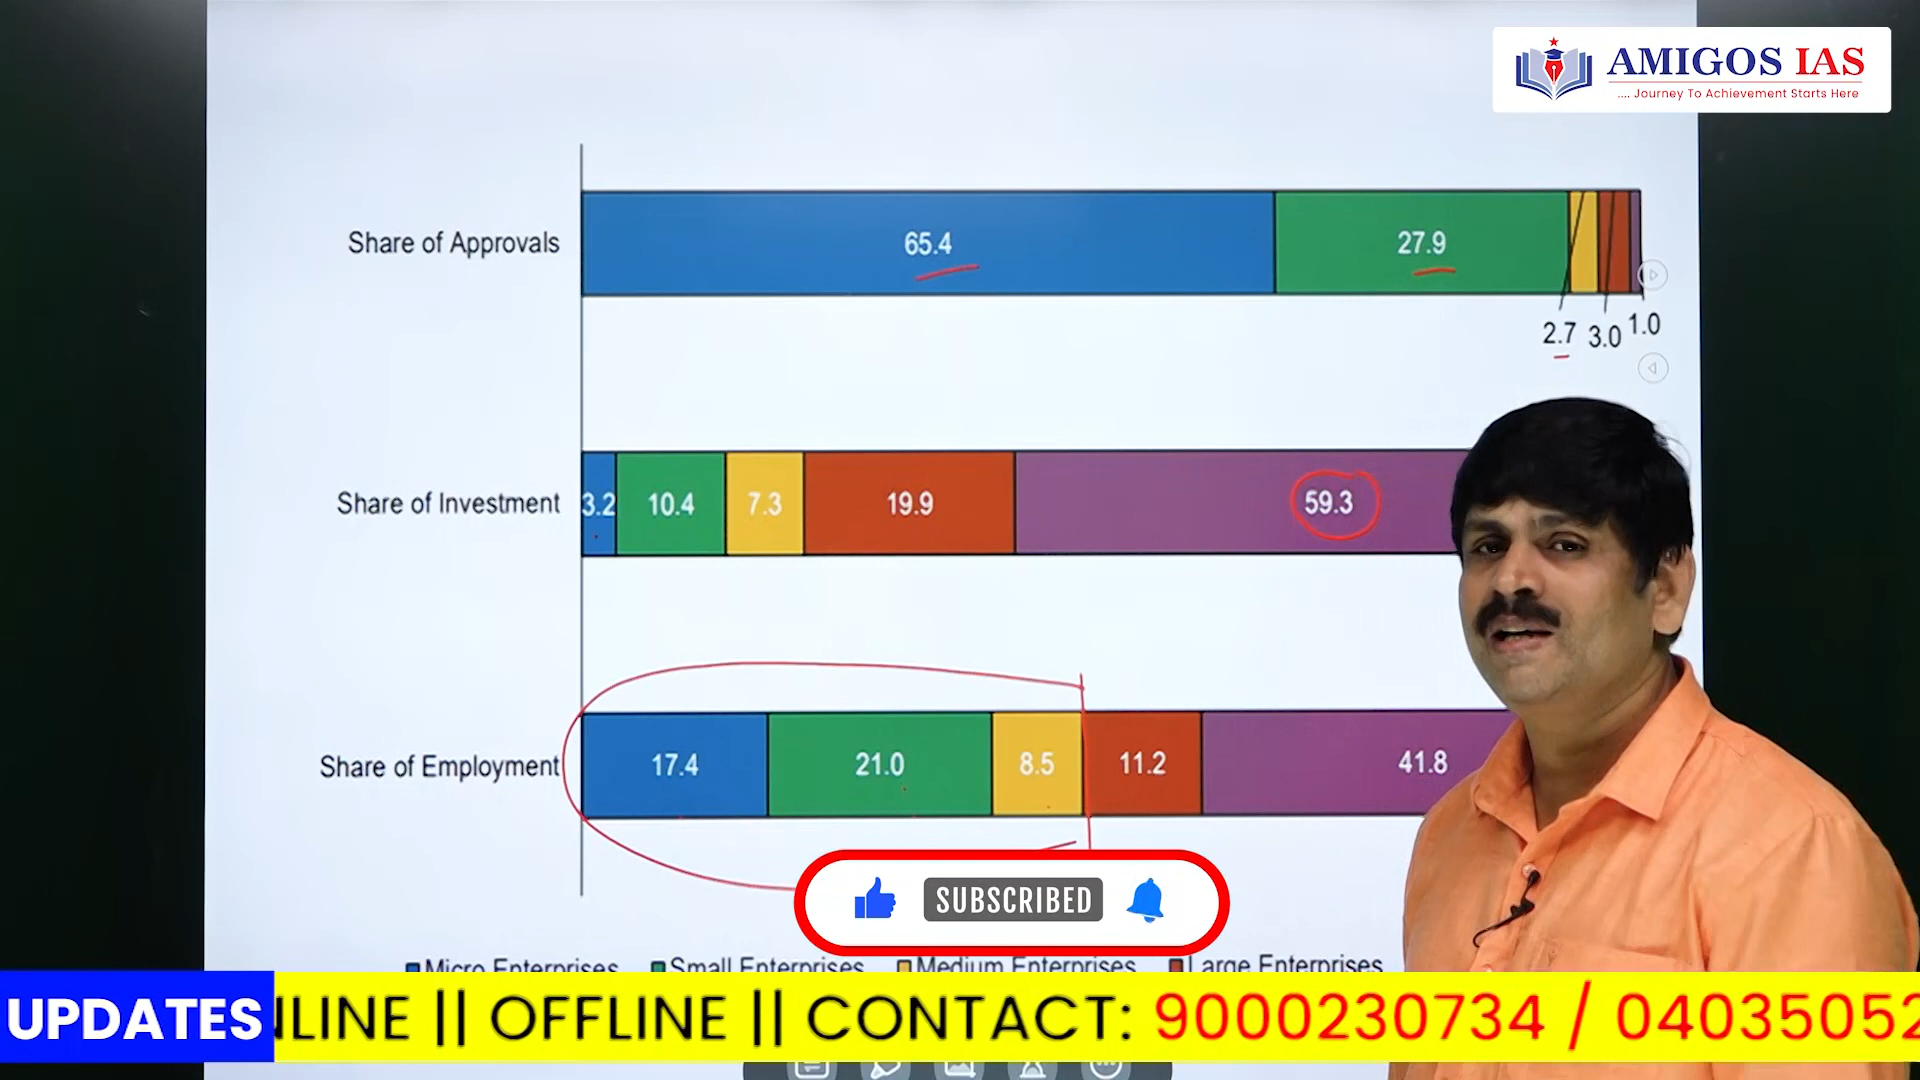 AMIGOS IAS
.... Journey To Achievement Starts Here
Share of Approvals
65.4
27.9
2.7
3.0
1.0
Share of Investment
3.2
10.4
7.3
19.9
59.3
Share of Employment
17.4
21.0
8.5
11.2
41.8
SUBSCRIBED
Micro Enterprises
Small Enterprises
Medium Enterprises
Large Enterprises
UPDATES
NLINE || OFFLINE || CONTACT: 9000230734 / 04035052